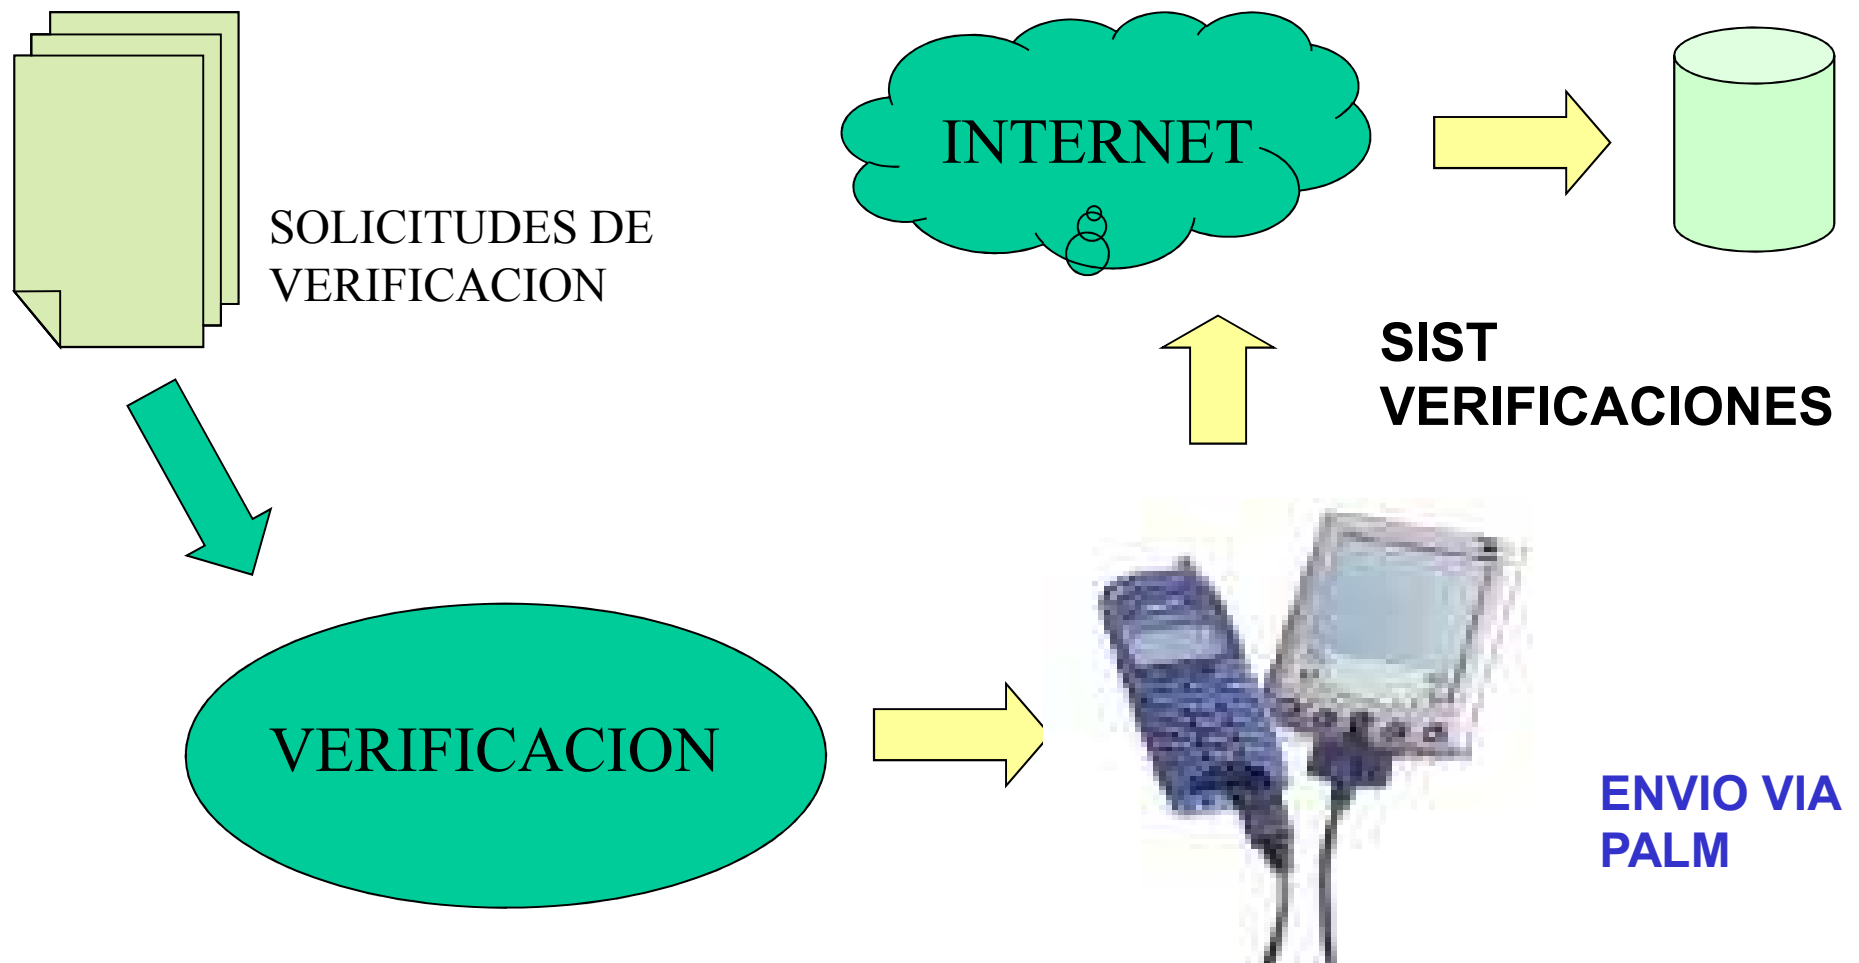 INTERNET
SOLICITUDES DE
VERIFICACION
SIST
VERIFICACIONES
VERIFICACION
ENVIO VIA
PALM